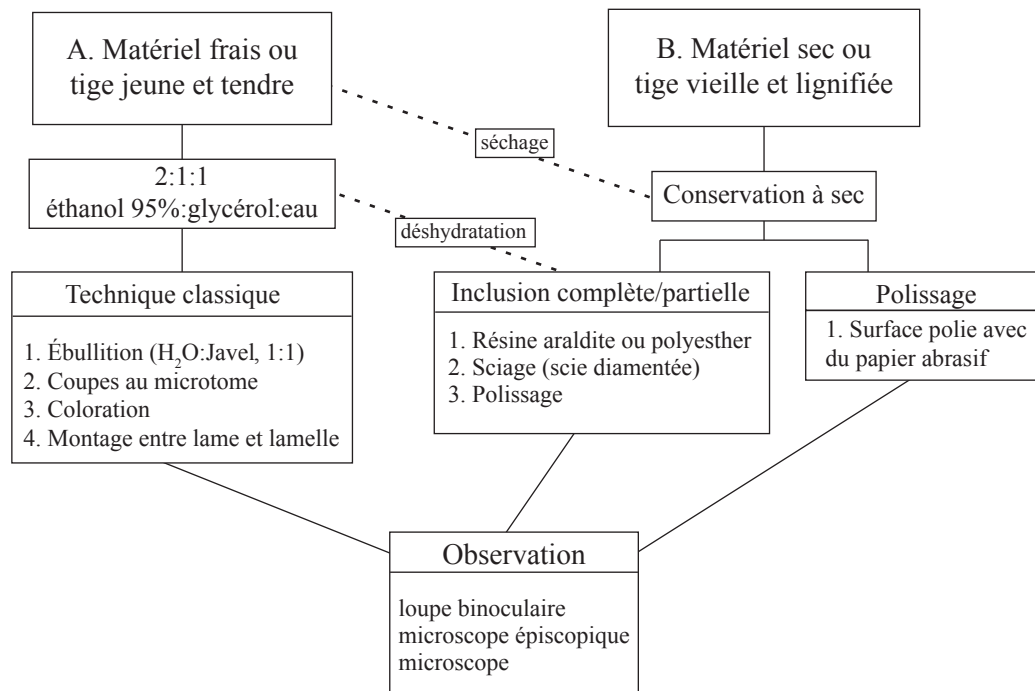 A. Matériel frais ou
tige jeune et tendre
B. Matériel sec ou
tige vieille et lignifiée
séchage
2:1:1
éthanol 95%:glycérol:eau
Conservation à sec
déshydratation
Technique classique
1. Ébullition (H₂O:Javel, 1:1)
2. Coupes au microtome
3. Coloration
4. Montage entre lame et lamelle
Inclusion complète/partielle
1. Résine araldite ou polyesther
2. Sciage (scie diamentée)
3. Polissage
Polissage
1. Surface polie avec
du papier abrasif
Observation
loupe binoculaire
microscope épiscopique
microscope